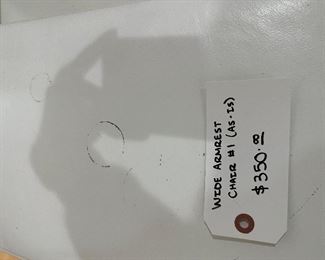 WIDE ARMREST
CHAIR #1 (AS-IS)
$350.00